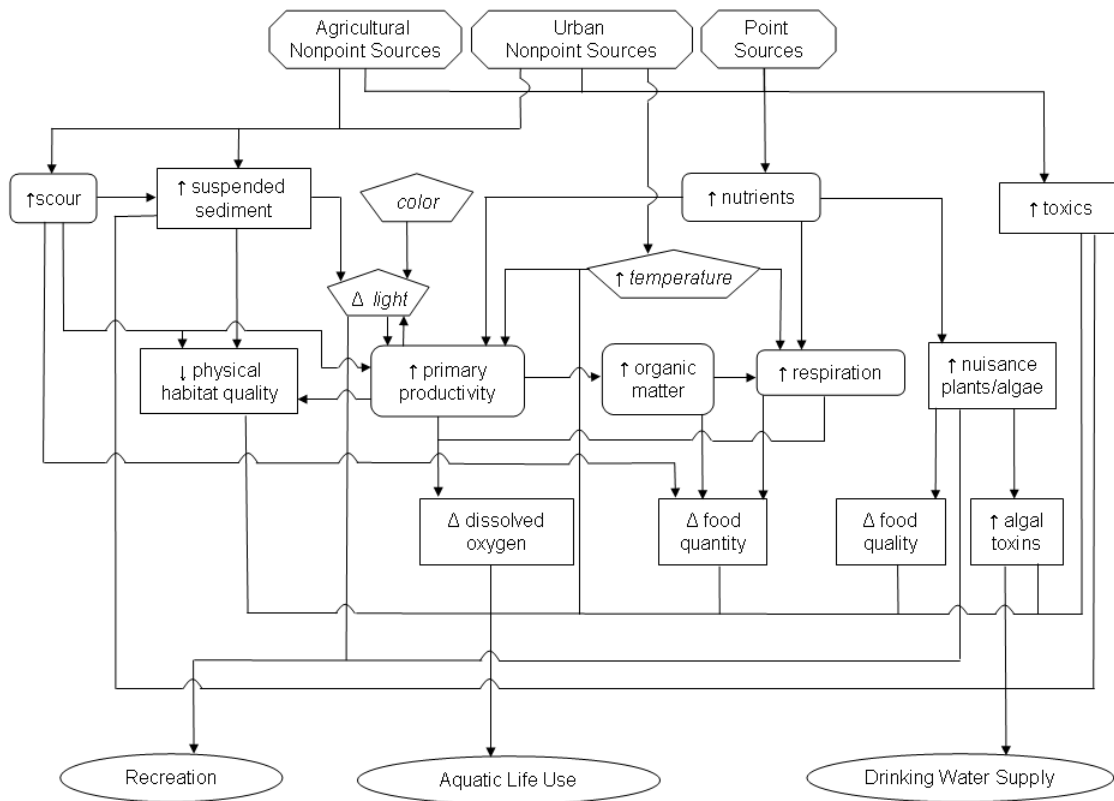 Agricultural
Nonpoint Sources
Urban
Nonpoint Sources
Point
Sources
↑scour
↑ suspended
sediment
color
↑ nutrients
↑ toxics
↑ temperature
Δ light
↓ physical
habitat quality
↑ primary
productivity
↑ organic
matter
↑ respiration
↑ nuisance
plants/algae
Δ dissolved
oxygen
Δ food
quantity
Δ food
quality
↑ algal
toxins
Recreation
Aquatic Life Use
Drinking Water Supply